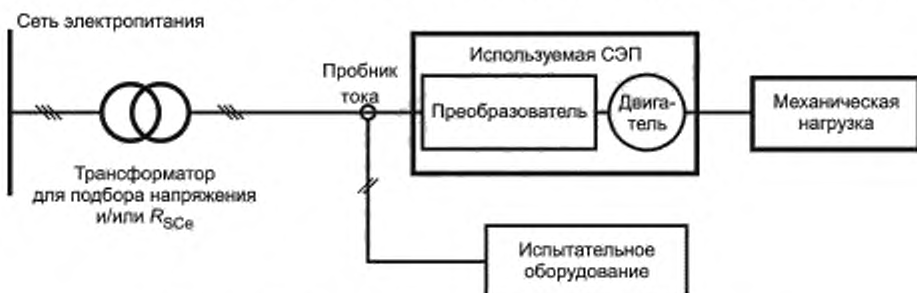 Сеть электропитания
Используемая СЭП
Пробник
тока
Преобразователь
Двига-
тель
Механическая
нагрузка
Трансформатор
для подбора напряжения
и/или RSCe
Испытательное
оборудование